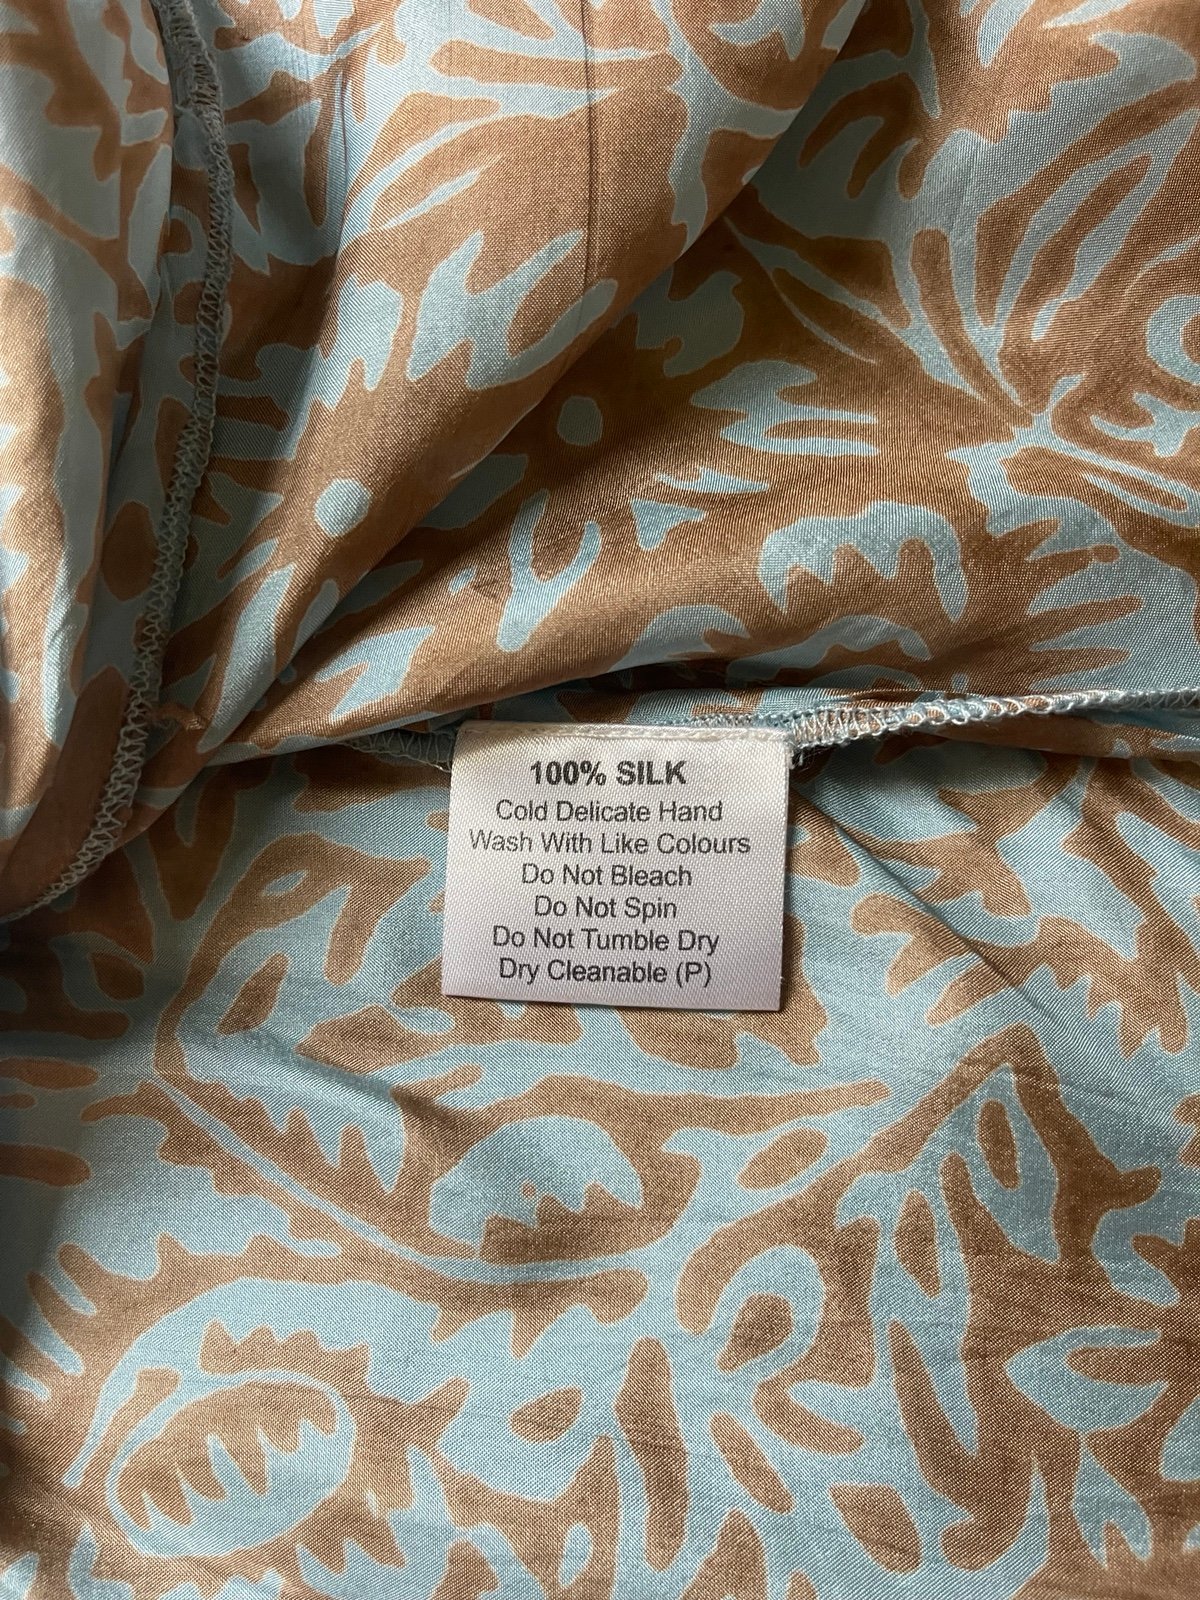 100% SILK
Cold Delicate Hand
Wash With Like Colours
Do Not Bleach
Do Not Spin
Do Not Tumble Dry
Dry Cleanable (P)